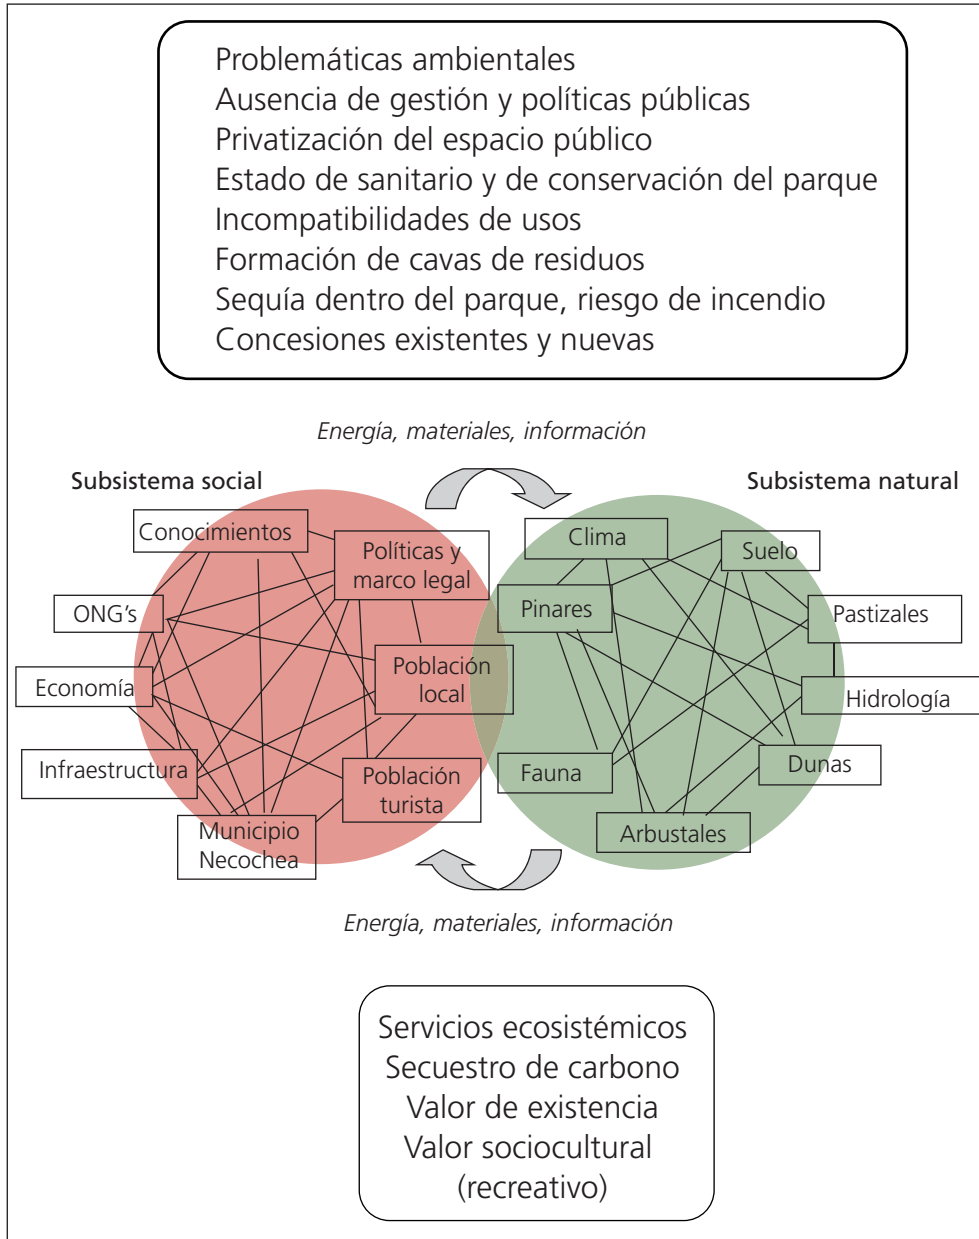 Problemáticas ambientales
Ausencia de gestión y políticas públicas
Privatización del espacio público
Estado de sanitario y de conservación del parque
Incompatibilidades de usos
Formación de cavas de residuos
Sequía dentro del parque, riesgo de incendio
Concesiones existentes y nuevas
Energía, materiales, información
Subsistema social
Subsistema natural
Conocimientos
Políticas y
marco legal
ONG's
Población
local
Economía
Infraestructura
Población
turista
Municipio
Necochea
Clima
Suelo
Pinares
Pastizales
Hidrología
Fauna
Dunas
Arbustales
Energía, materiales, información
Servicios ecosistémicos
Secuestro de carbono
Valor de existencia
Valor sociocultural
(recreativo)